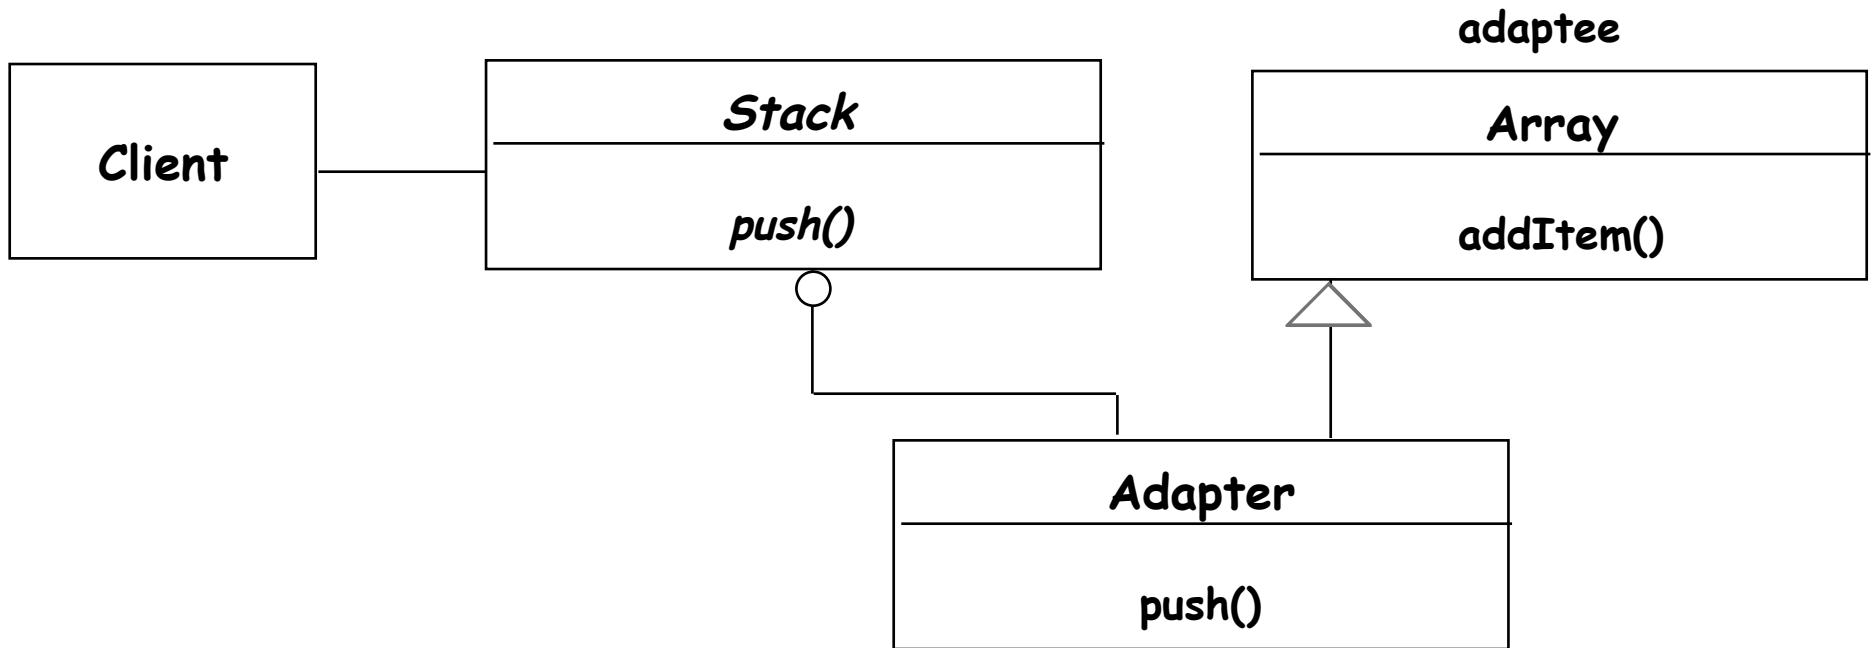 adaptee
Client
Stack
push()
Array
addItem()
Adapter
push()